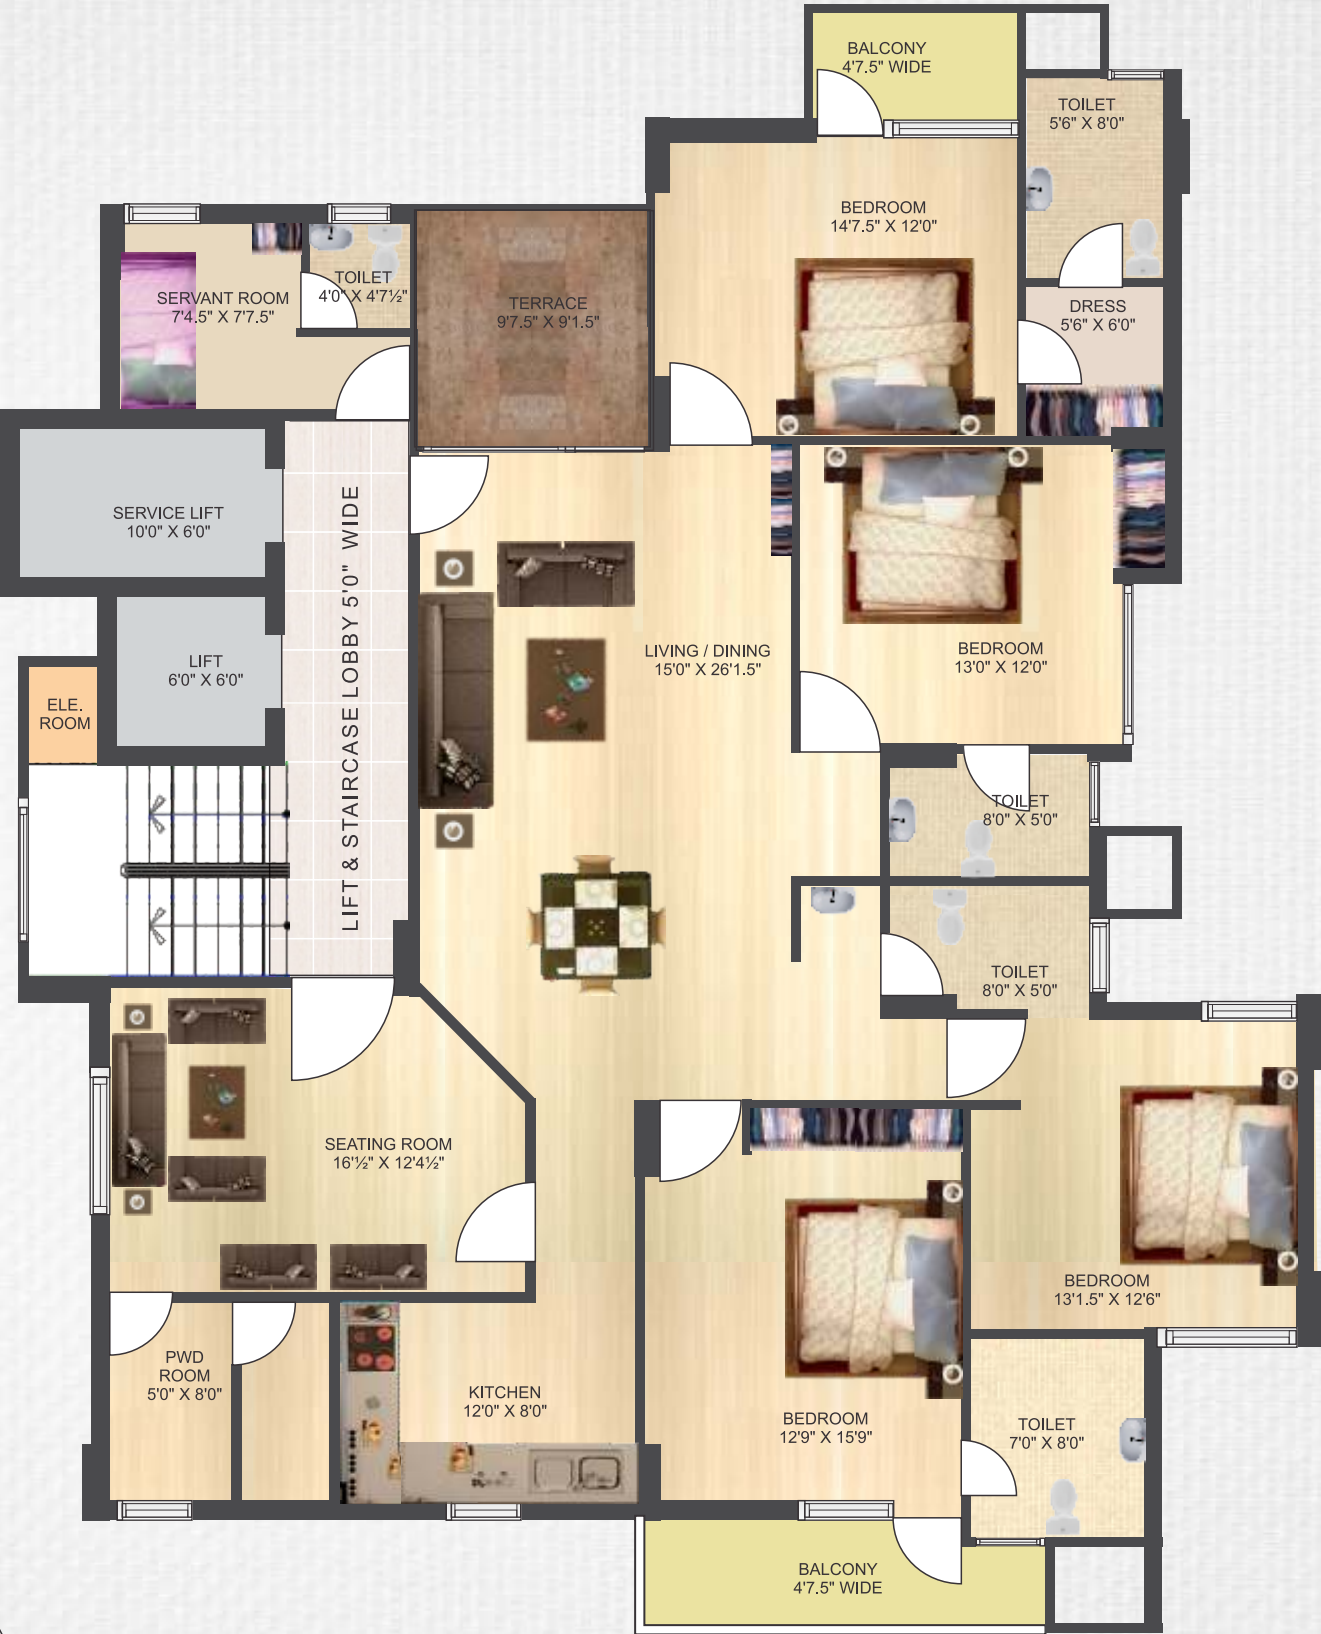 BALCONY
4'7.5" WIDE
TOILET
5'6" X 8'0"
BEDROOM
14'7.5" X 12'0"
TOILET
4'0" X 4'7½"
SERVANT ROOM
7'4.5" X 7'7.5"
TERRACE
9'7.5" X 9'1.5"
DRESS
5'6" X 6'0"
SERVICE LIFT
10'0" X 6'0"
LIFT & STAIRCASE LOBBY 5'0" WIDE
LIVING / DINING
15'0" X 26'1.5"
BEDROOM
13'0" X 12'0"
LIFT
6'0" X 6'0"
ELE.
ROOM
TOILET
8'0" X 5'0"
TOILET
8'0" X 5'0"
SEATING ROOM
16'½" X 12'4½"
BEDROOM
13'1.5" X 12'6"
PWD
ROOM
5'0" X 8'0"
KITCHEN
12'0" X 8'0"
BEDROOM
12'9" X 15'9"
TOILET
7'0" X 8'0"
BALCONY
4'7.5" WIDE